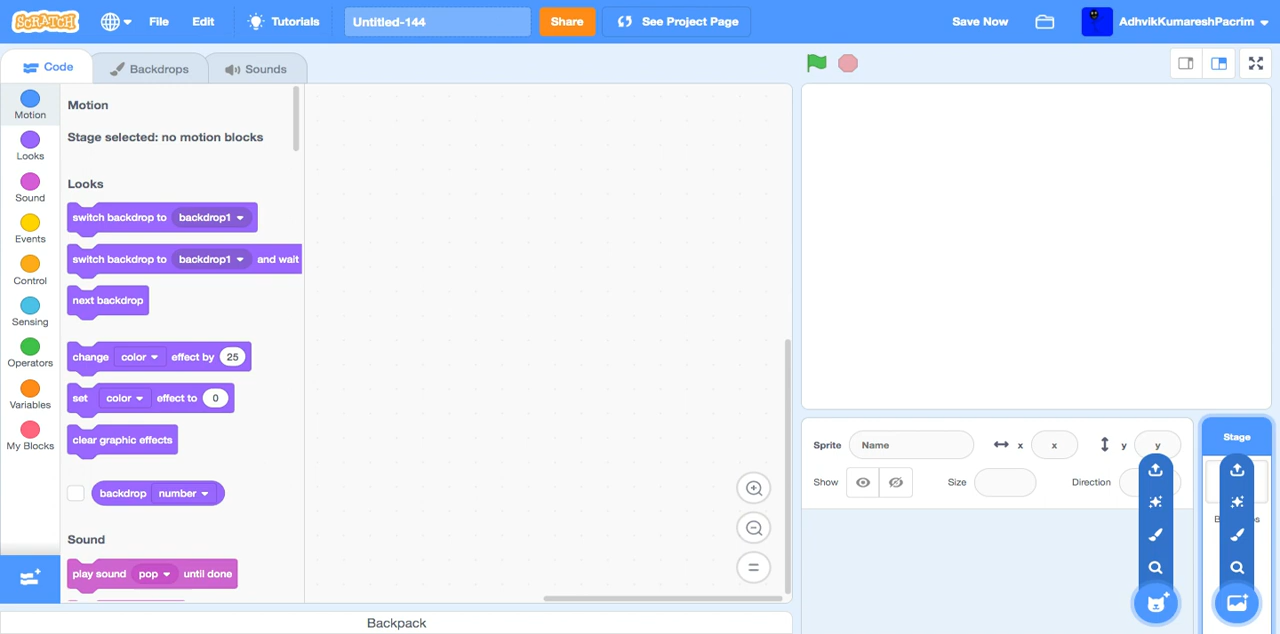 SCRATCH File Edit Tutorials Untitled-144 Share See Project Page Save Now AdhvikKumareshPacrim
Code Backdrops Sounds
Motion
Looks
Sound
Events
Control
Sensing
Operators
Variables
My Blocks
Motion
Stage selected: no motion blocks
Looks
switch backdrop to backdrop1
switch backdrop to backdrop1 and wait
next backdrop
change color effect by 25
set color effect to 0
clear graphic effects
backdrop number
Sound
play sound pop until done
Backpack
Sprite Name x x y y
Show Size Direction
Stage